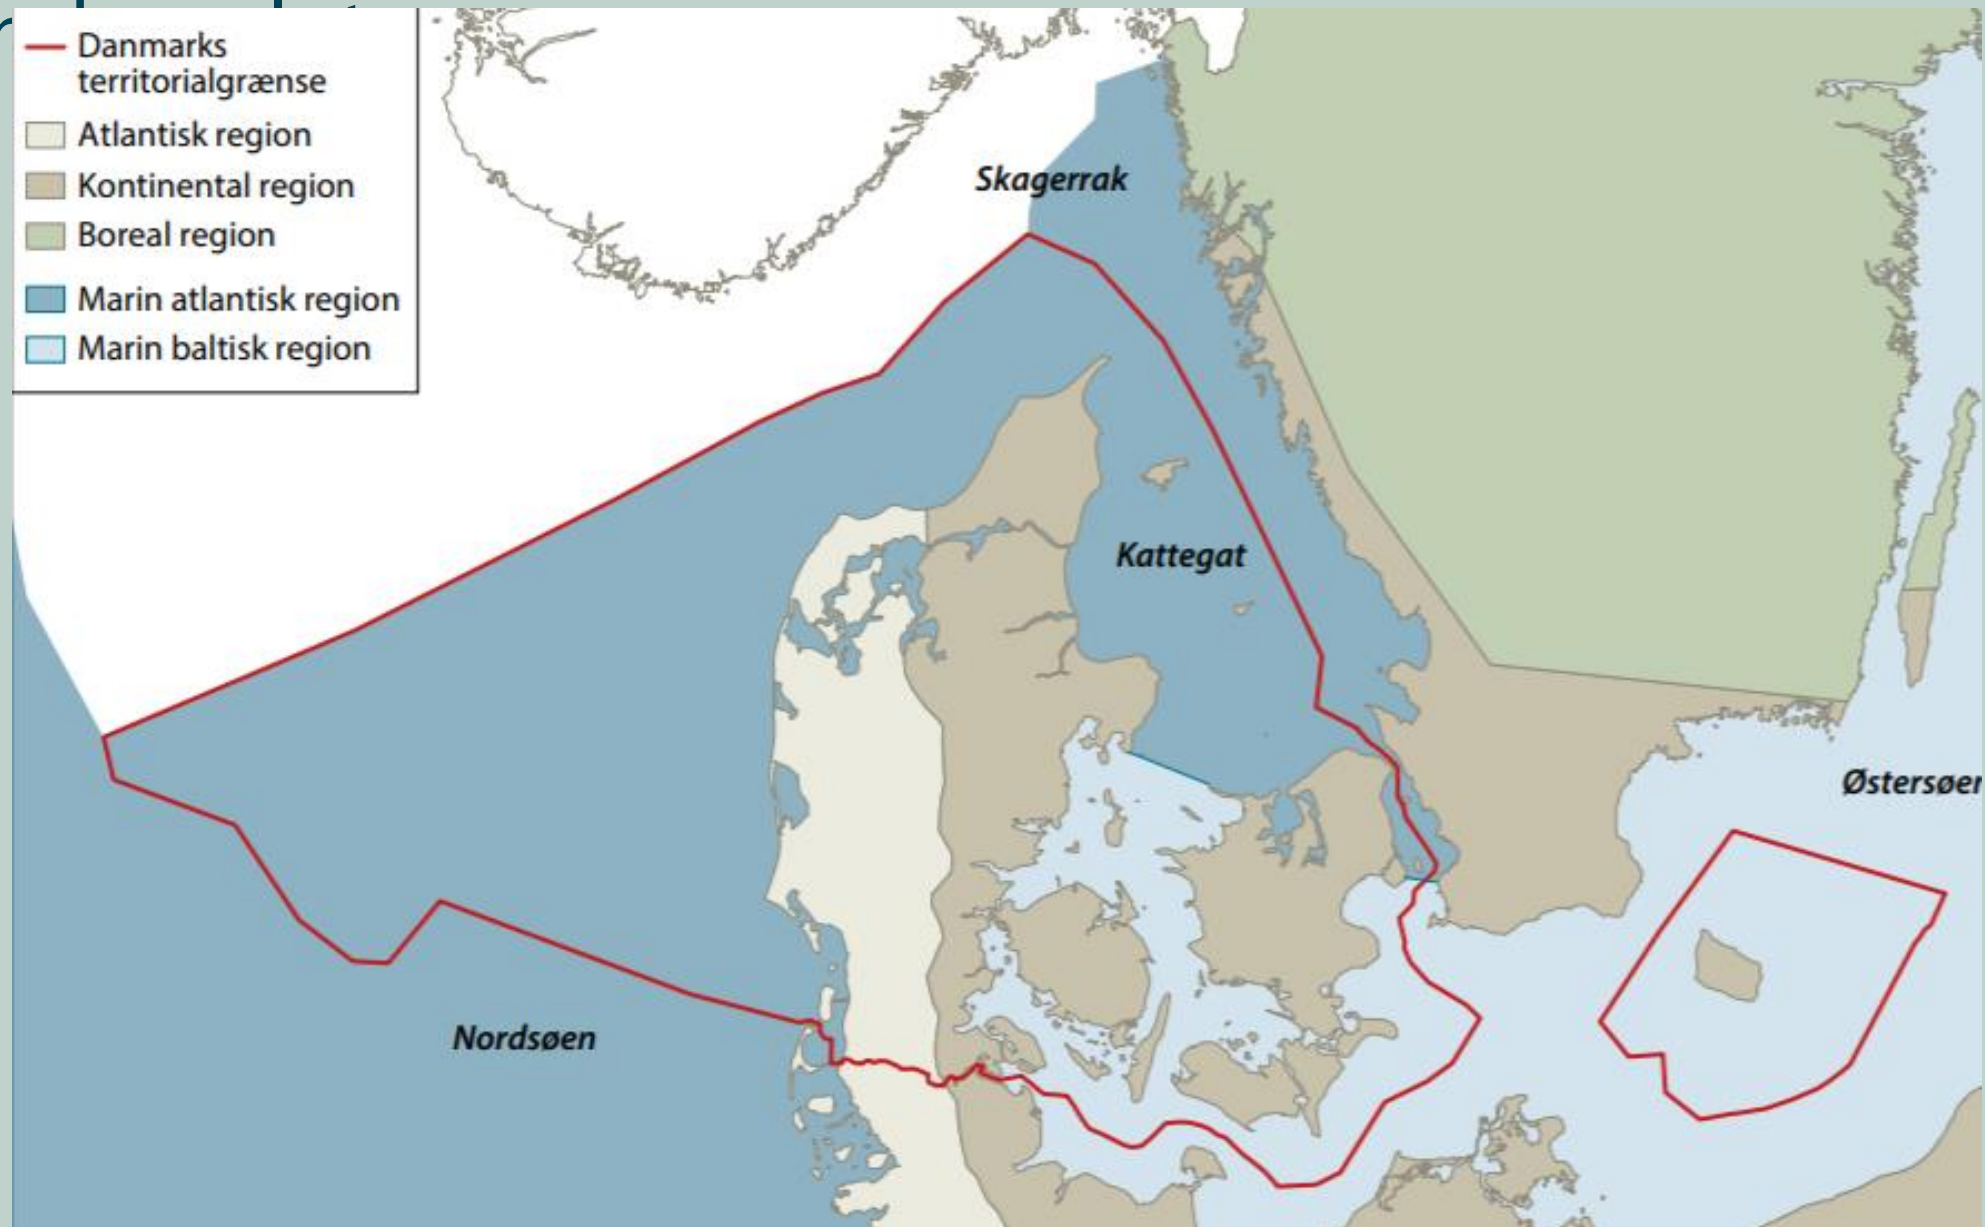 Danmarks
territorialgrænse
Atlantisk region
Kontinental region
Boreal region
Marin atlantisk region
Marin baltisk region
Skagerrak
Kattegat
Østersøen
Nordsøen